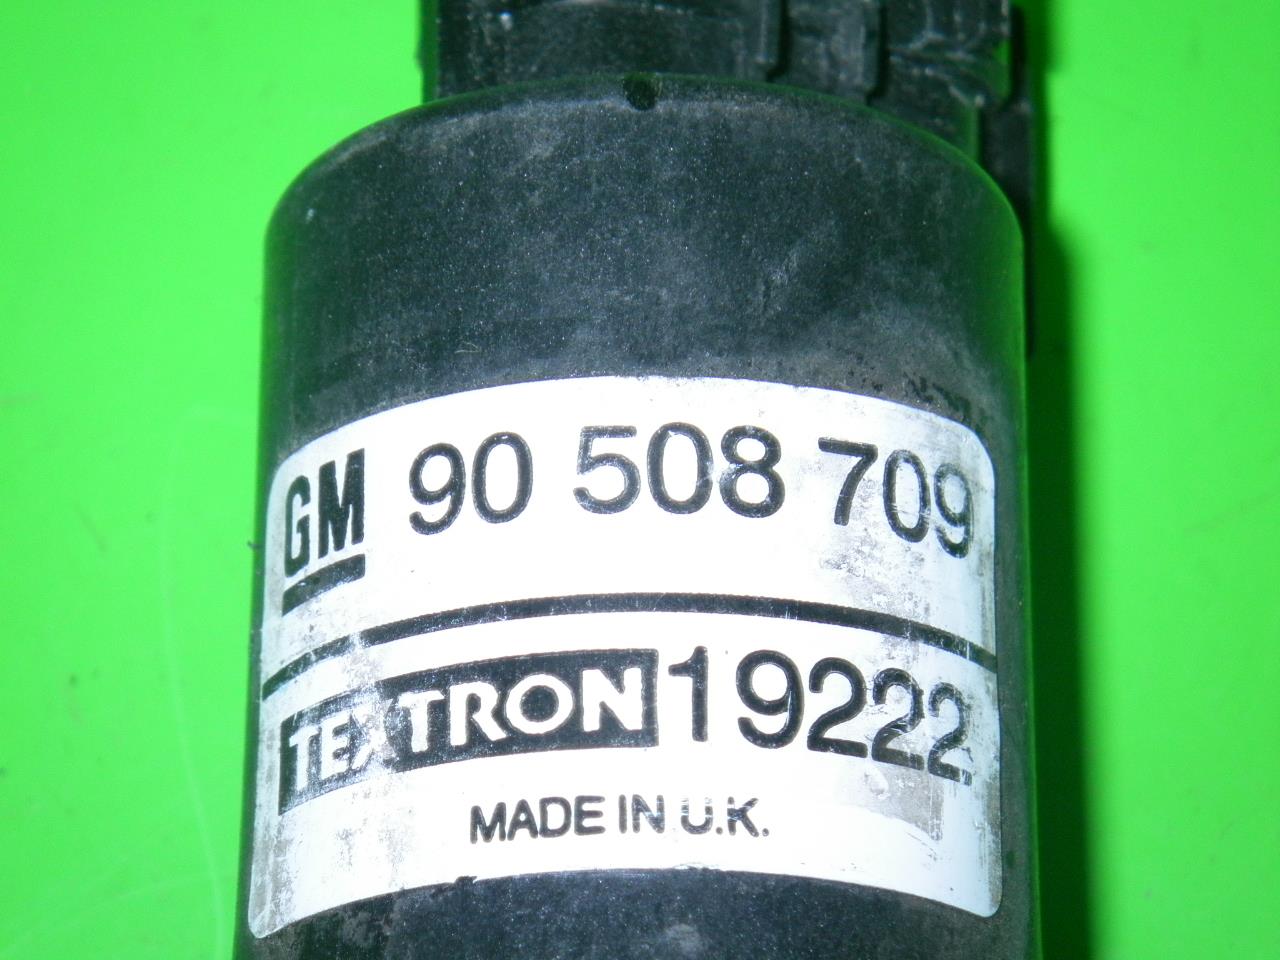 GM 90 508 709
TEXTRON 19222
MADE IN U.K.